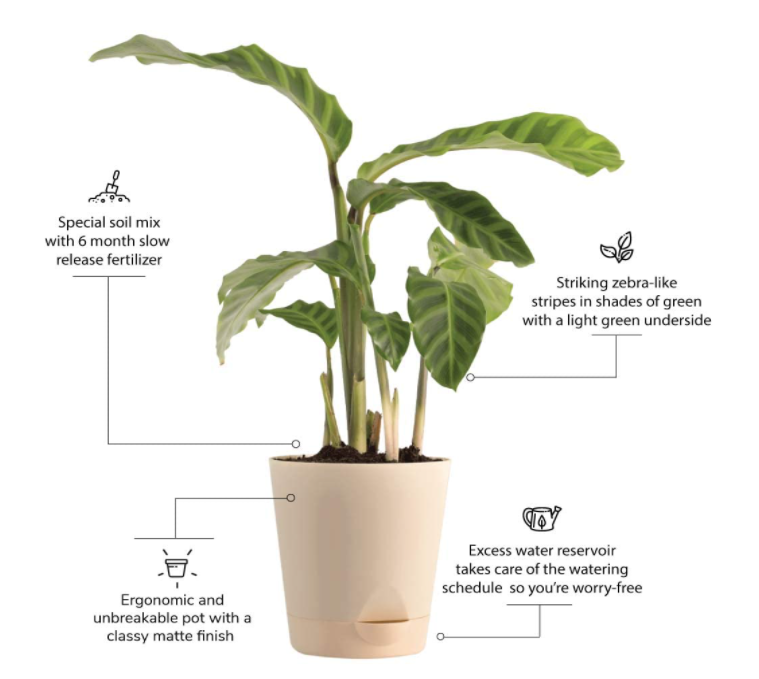 Special soil mix
with 6 month slow
release fertilizer
Striking zebra-like
stripes in shades of green
with a light green underside
Excess water reservoir
takes care of the watering
schedule so you're worry-free
Ergonomic and
unbreakable pot with a
classy matte finish